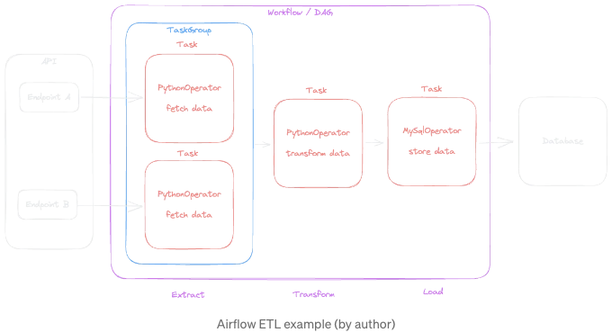 Workflow / DAG
TaskGroup
Task
API
PythonOperator
fetch data
Endpoint A
Task
PythonOperator
transform data
Task
MySqlOperator
store data
Database
Task
PythonOperator
fetch data
Endpoint B
Extract
Transform
Load
Airflow ETL example (by author)